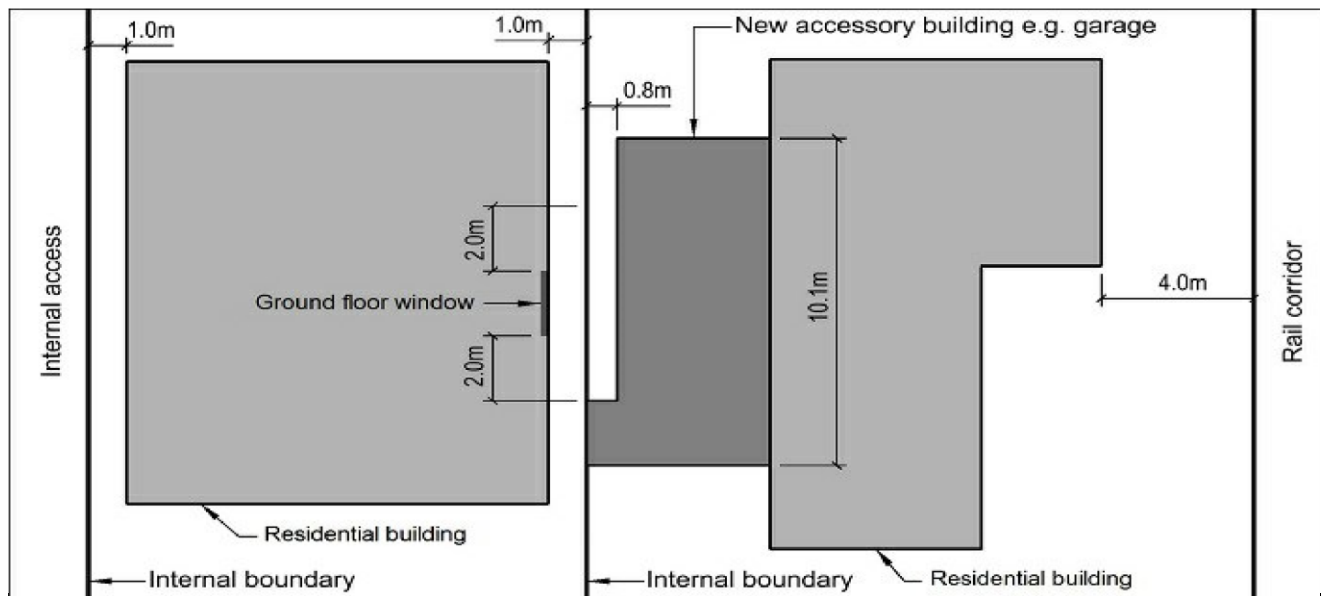 1.0m
1.0m
New accessory building e.g. garage
0.8m
2.0m
Internal access
Ground floor window
10.1m
4.0m
Rail corridor
2.0m
Residential building
Internal boundary
Internal boundary
Residential building